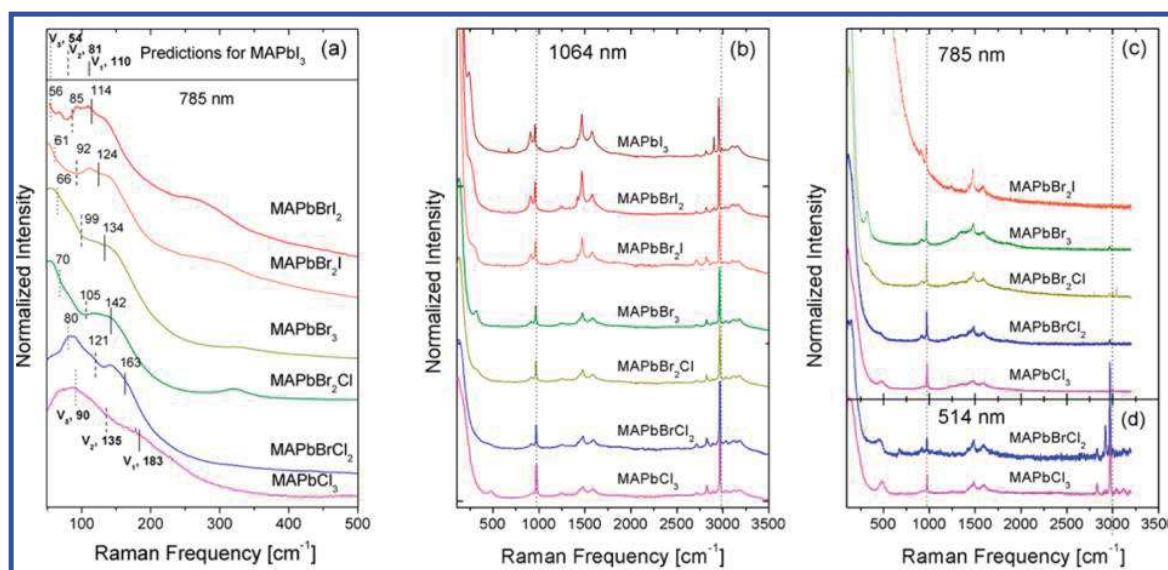 V₃, 54
V₂, 81
V₁, 110
Predictions for MAPbI₃
(a)
785 nm
56
85
114
61
92
124
66
99
134
70
105
142
80
121
163
V₃, 90
V₂, 135
V₁, 183
MAPbBrI₂
MAPbBr₂I
MAPbBr₃
MAPbBr₂Cl
MAPbBrCl₂
MAPbCl₃
Normalized Intensity
100 200 300 400 500
Raman Frequency [cm⁻¹]
1064 nm
(b)
MAPbI₃
MAPbBrI₂
MAPbBr₂I
MAPbBr₃
MAPbBr₂Cl
MAPbBrCl₂
MAPbCl₃
Normalized Intensity
500 1000 1500 2000 2500 3000 3500
Raman Frequency [cm⁻¹]
785 nm
(c)
MAPbBr₂I
MAPbBr₃
MAPbBr₂Cl
MAPbBrCl₂
MAPbCl₃
514 nm
(d)
MAPbBrCl₂
MAPbCl₃
Normalized Intensity
500 1000 1500 2000 2500 3000 3500
Raman Frequency [cm⁻¹]